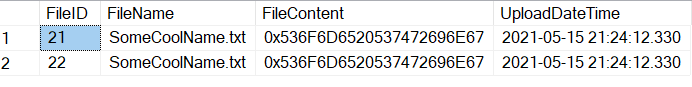 FileID FileName FileContent UploadDateTime
1 21 SomeCoolName.txt 0x536F6D6520537472696E67 2021-05-15 21:24:12.330
2 22 SomeCoolName.txt 0x536F6D6520537472696E67 2021-05-15 21:24:12.330